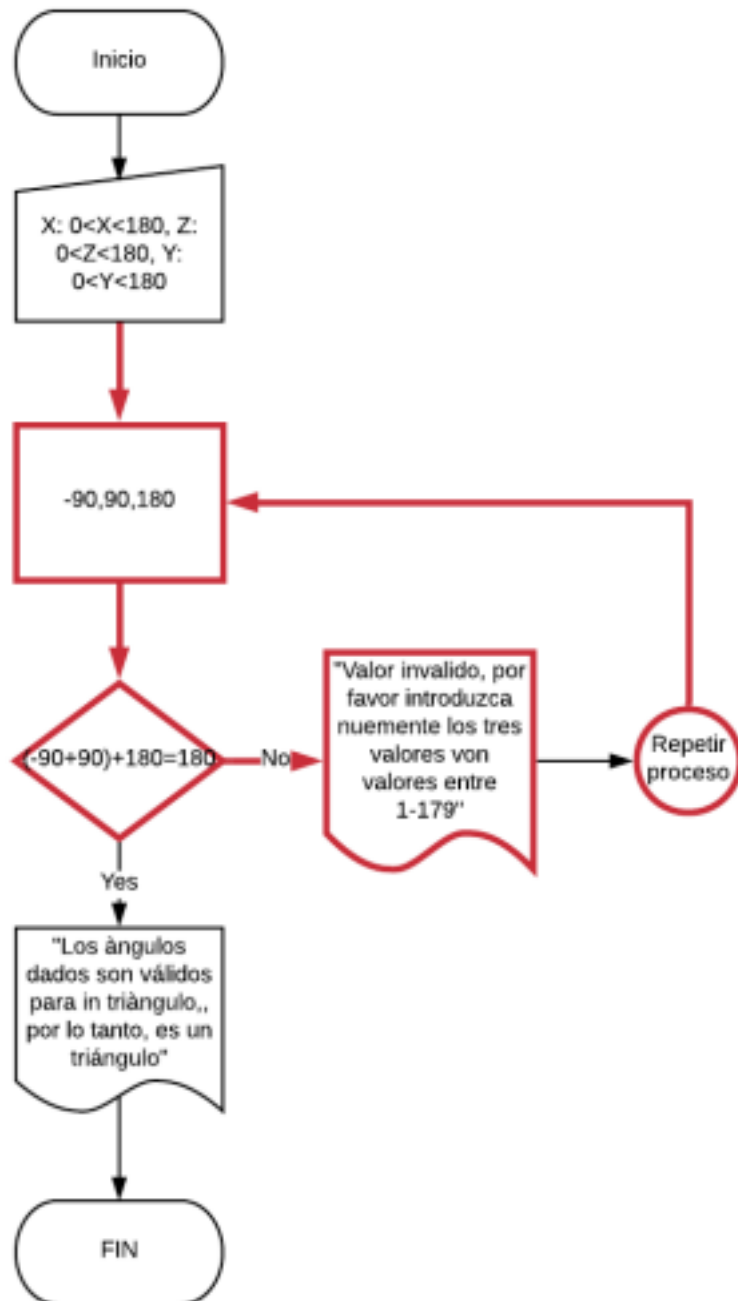 Inicio
X: 0<X<180, Z:
0<Z<180, Y:
0<Y<180
-90,90,180
(-90+90)+180=180
No
"Valor invalido, por
favor introduzca
nuemente los tres
valores von
valores entre
1-179"
Repetir
proceso
Yes
"Los àngulos
dados son válidos
para in triàngulo,,
por lo tanto, es un
triángulo"
FIN